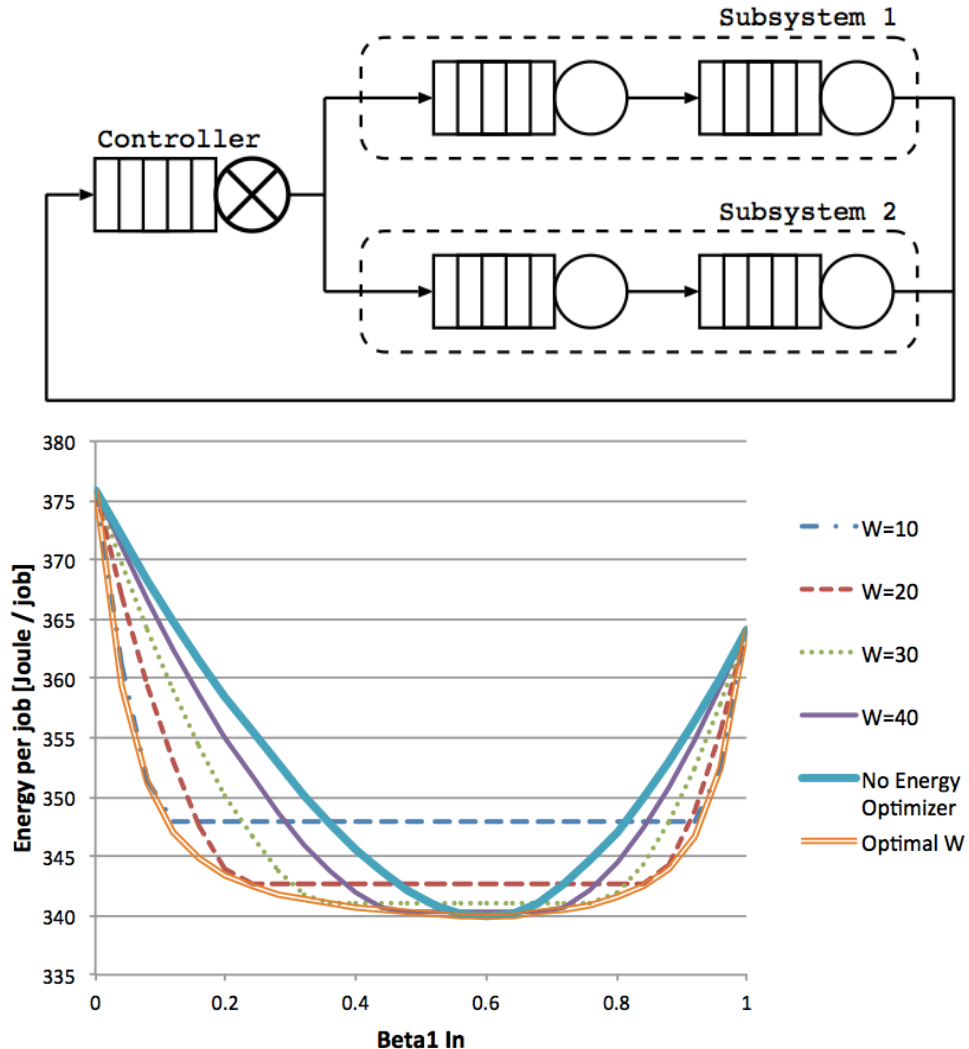 Subsystem 1
Controller
Subsystem 2
380
375
370
365
360
355
350
345
340
335
Energy per job [Joule / job]
0
0.2
0.4
0.6
0.8
1
Beta1 In
W=10
W=20
W=30
W=40
No Energy
Optimizer
Optimal W